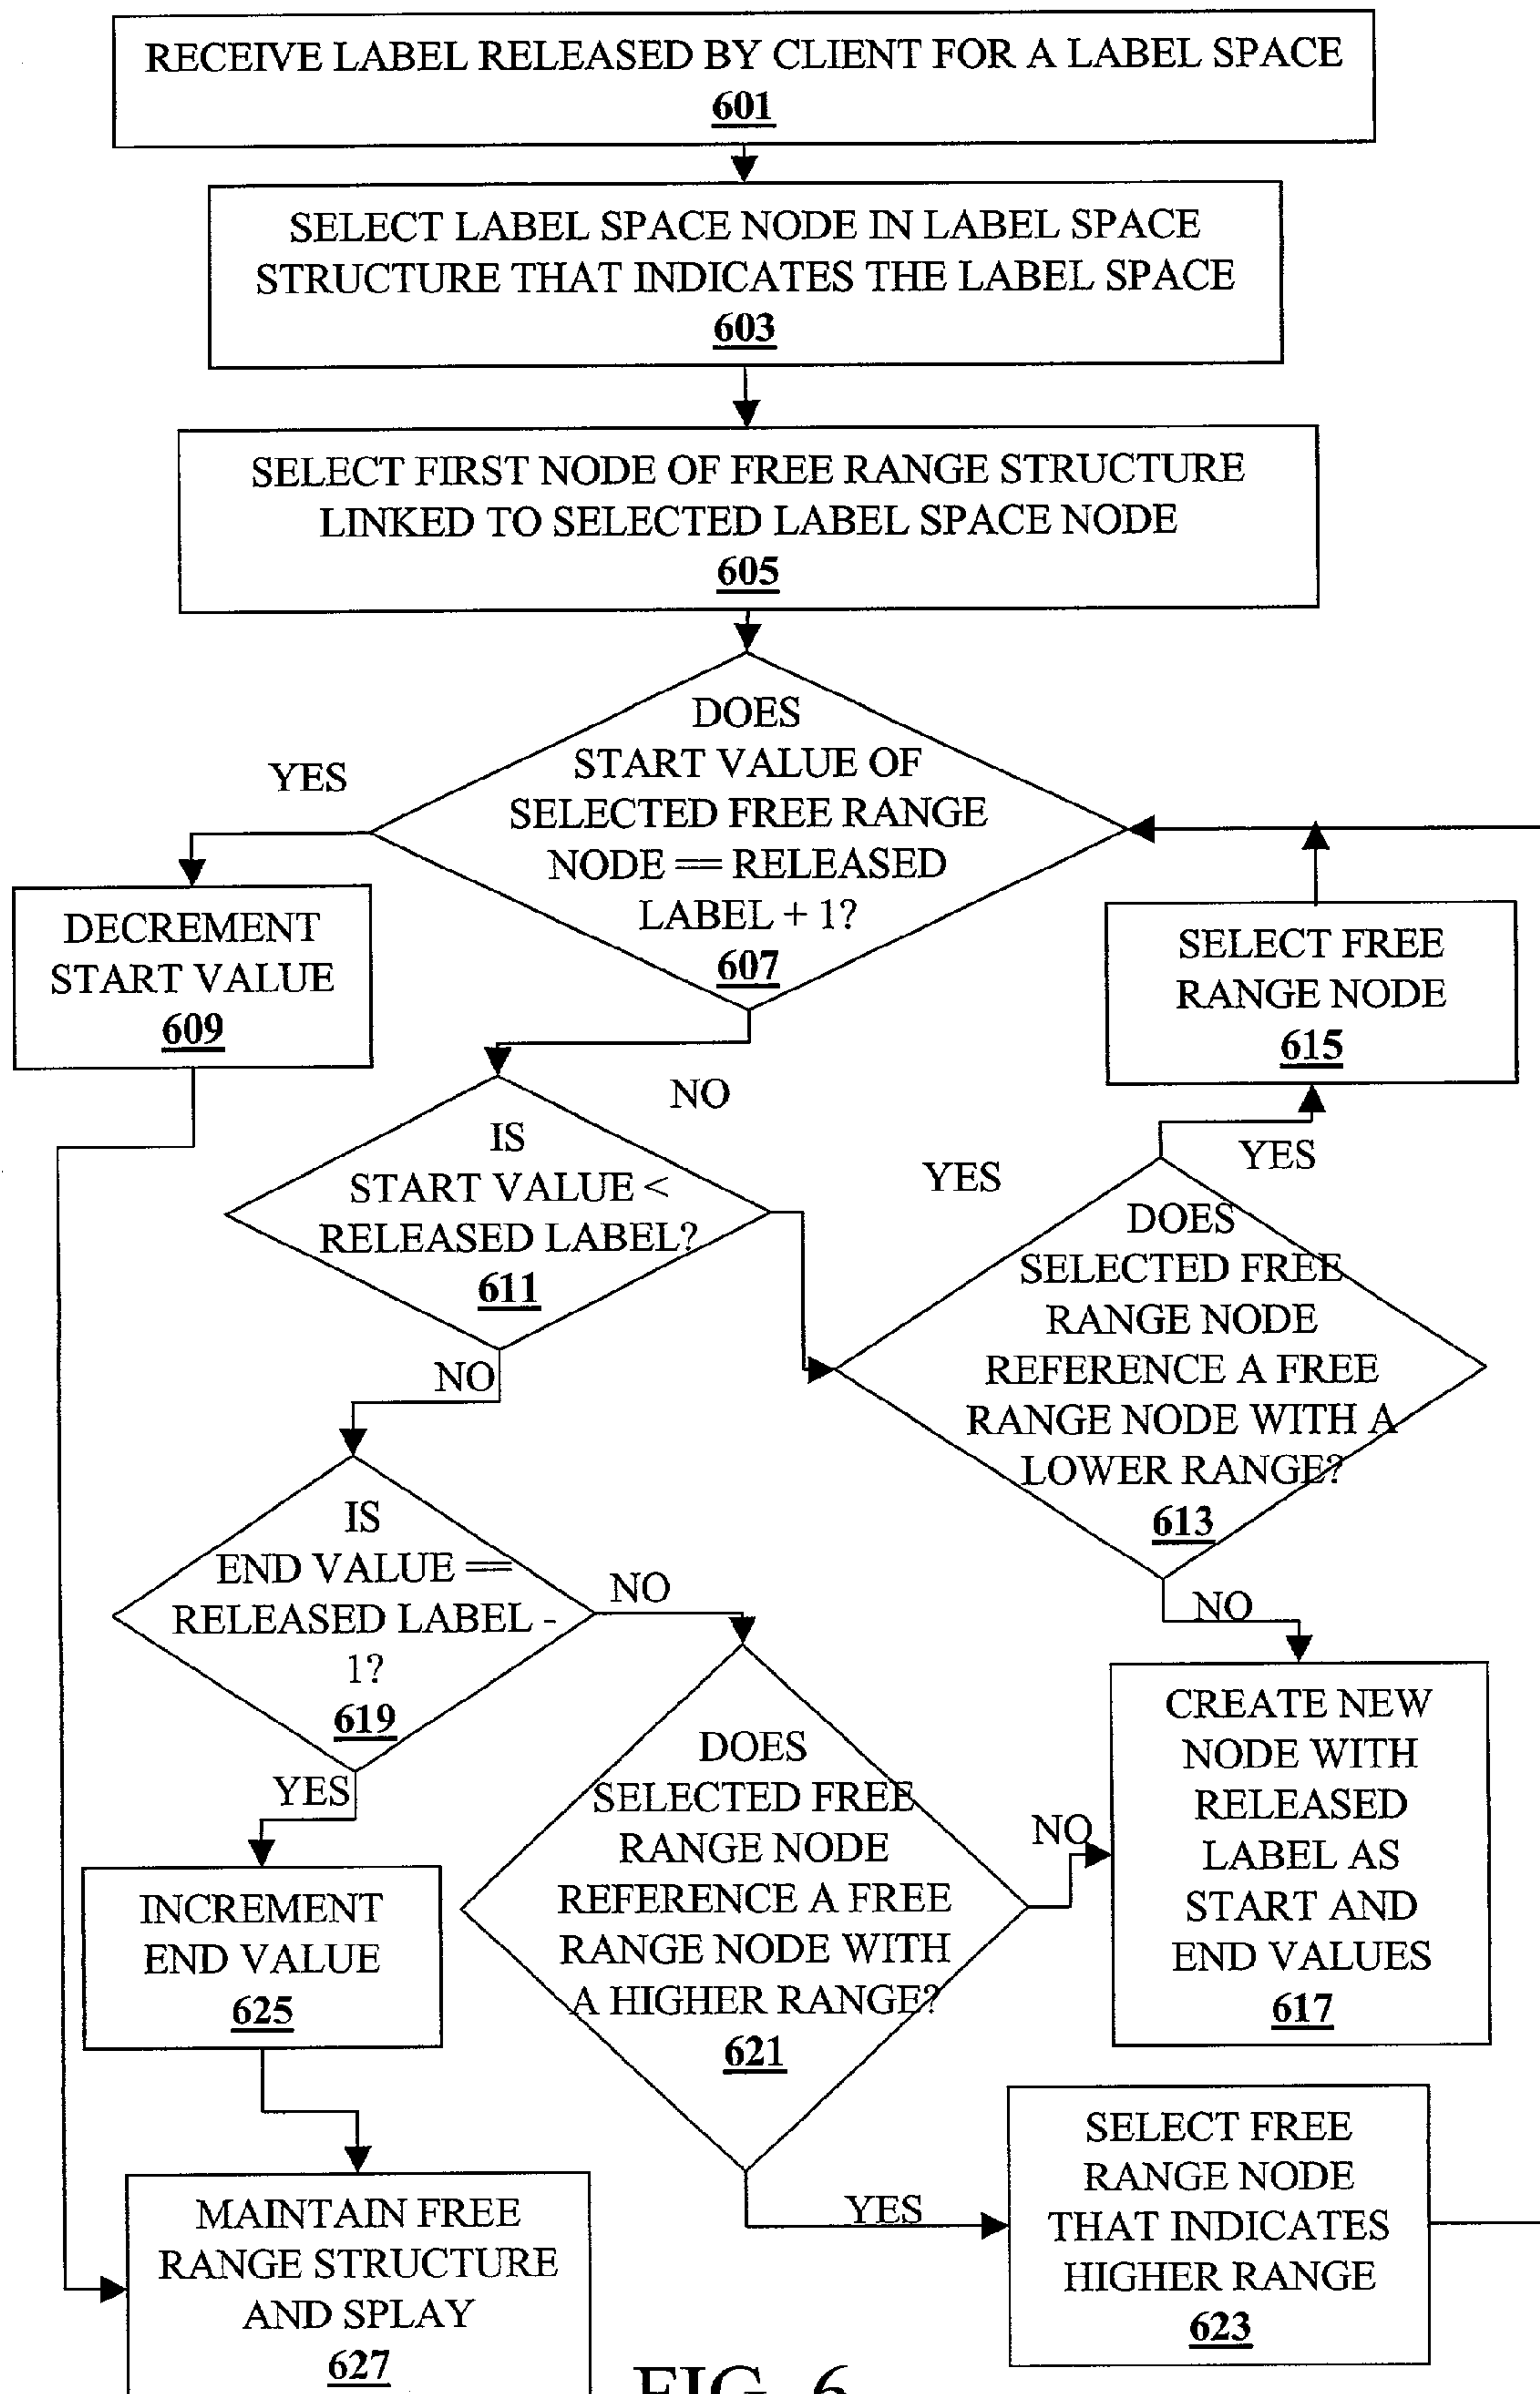 RECEIVE LABEL RELEASED BY CLIENT FOR A LABEL SPACE
601
SELECT LABEL SPACE NODE IN LABEL SPACE
STRUCTURE THAT INDICATES THE LABEL SPACE
603
SELECT FIRST NODE OF FREE RANGE STRUCTURE
LINKED TO SELECTED LABEL SPACE NODE
605
DOES
START VALUE OF
SELECTED FREE RANGE
NODE == RELEASED
LABEL + 1?
607
YES
DECREMENT
START VALUE
609
NO
SELECT FREE
RANGE NODE
615
IS
START VALUE <
RELEASED LABEL?
611
YES
YES
DOES
SELECTED FREE
RANGE NODE
REFERENCE A FREE
RANGE NODE WITH A
LOWER RANGE?
613
NO
NO
IS
END VALUE ==
RELEASED LABEL -
1?
619
NO
YES
DOES
SELECTED FREE
RANGE NODE
REFERENCE A FREE
RANGE NODE WITH
A HIGHER RANGE?
621
NO
CREATE NEW
NODE WITH
RELEASED
LABEL AS
START AND
END VALUES
617
INCREMENT
END VALUE
625
YES
SELECT FREE
RANGE NODE
THAT INDICATES
HIGHER RANGE
623
MAINTAIN FREE
RANGE STRUCTURE
AND SPLAY
627
FIG. 6